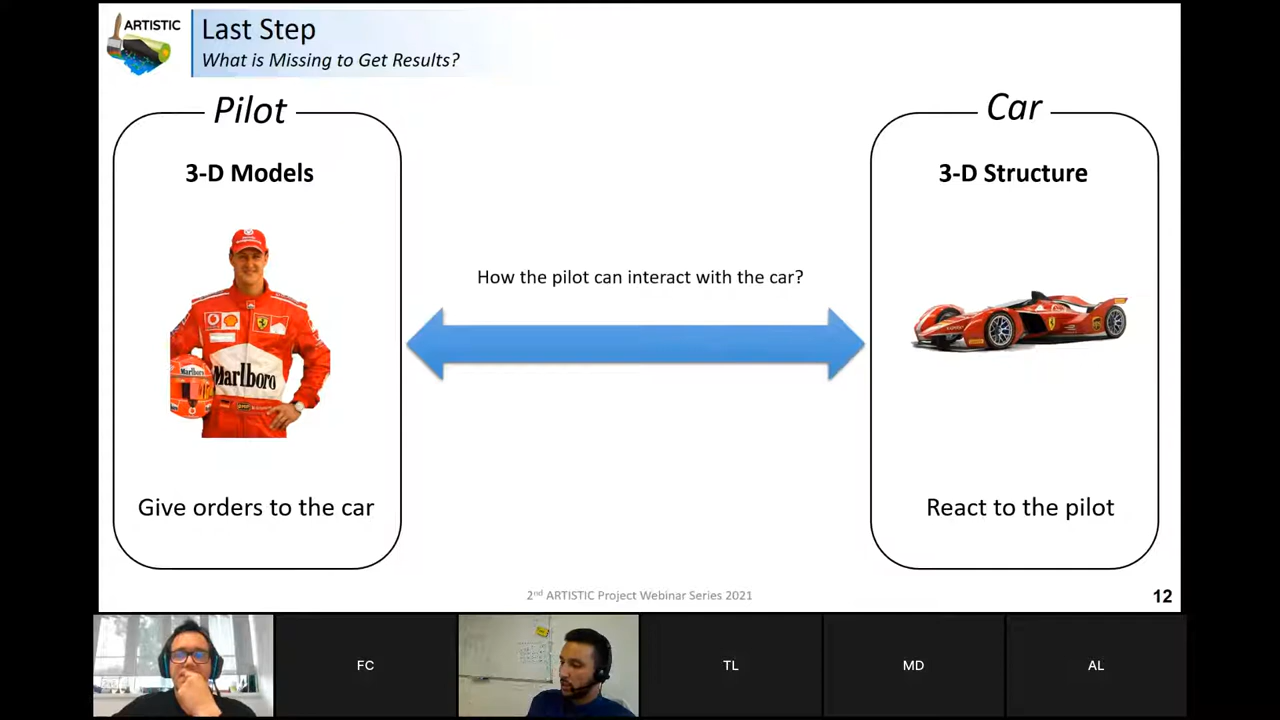 ARTISTIC
Last Step
What is Missing to Get Results?
Pilot
3-D Models
Marlboro
Marlboro
Give orders to the car
How the pilot can interact with the car?
Car
3-D Structure
React to the pilot
2nd ARTISTIC Project Webinar Series 2021
12
FC
TL
MD
AL